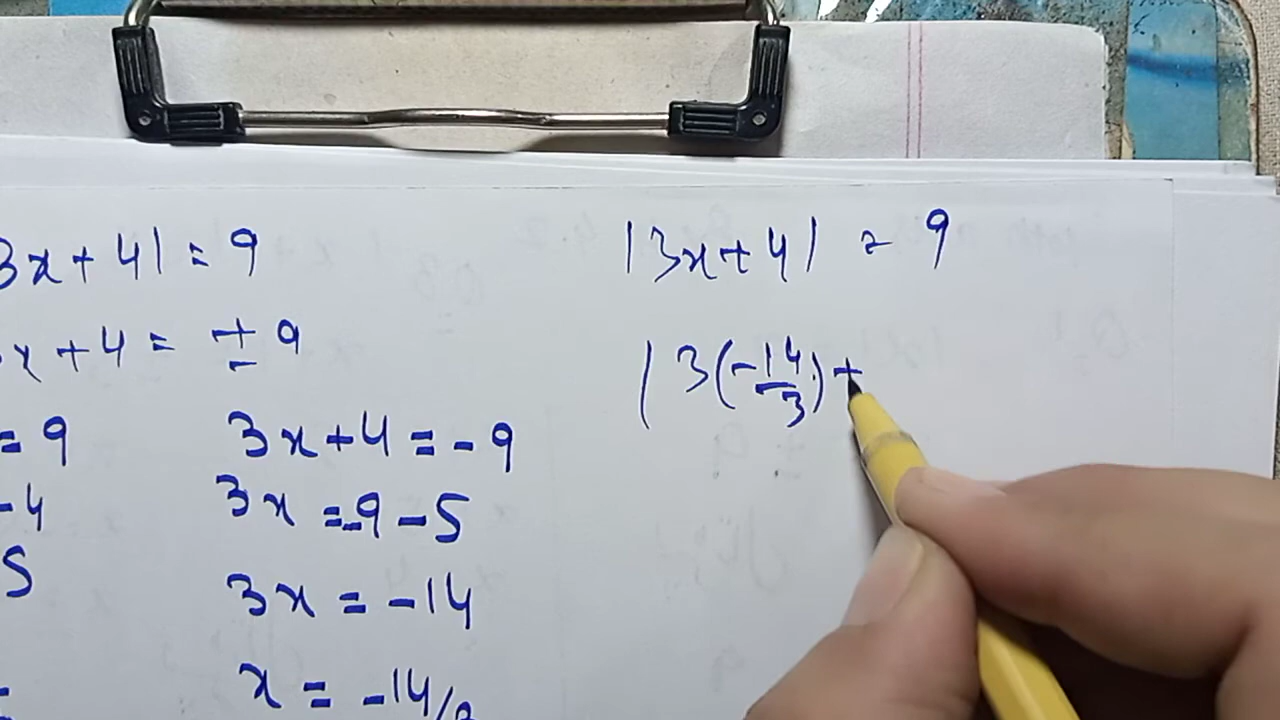 3x+4| = 9
x+4 = ± 9
= 9
-4
5
=
3x+4 = -9
3x = -9-5
3x = -14
x = -14/3
|3x+4| = 9
|3(-14/3)+